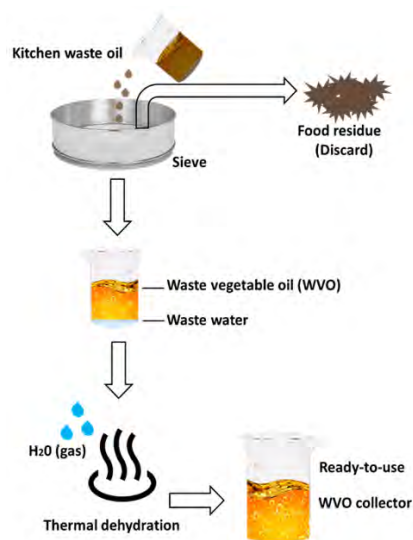 Kitchen waste oil
Food residue
(Discard)
Sieve
Waste vegetable oil (WVO)
Waste water
H20 (gas)
Thermal dehydration
Ready-to-use
WVO collector